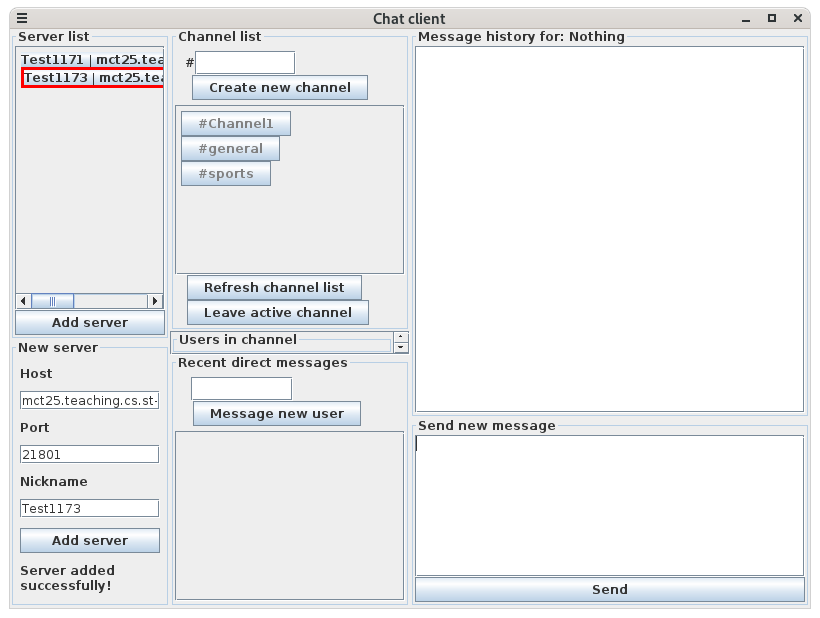 Chat client
Server list
Test1171 | mct25.tea
Test1173 | mct25.tea
Add server
New server
Host
mct25.teaching.cs.st-
Port
21801
Nickname
Test1173
Add server
Server added
successfully!
Channel list
#
Create new channel
#Channel1
#general
#sports
Refresh channel list
Leave active channel
Users in channel
Recent direct messages
Message new user
Message history for: Nothing
Send new message
Send